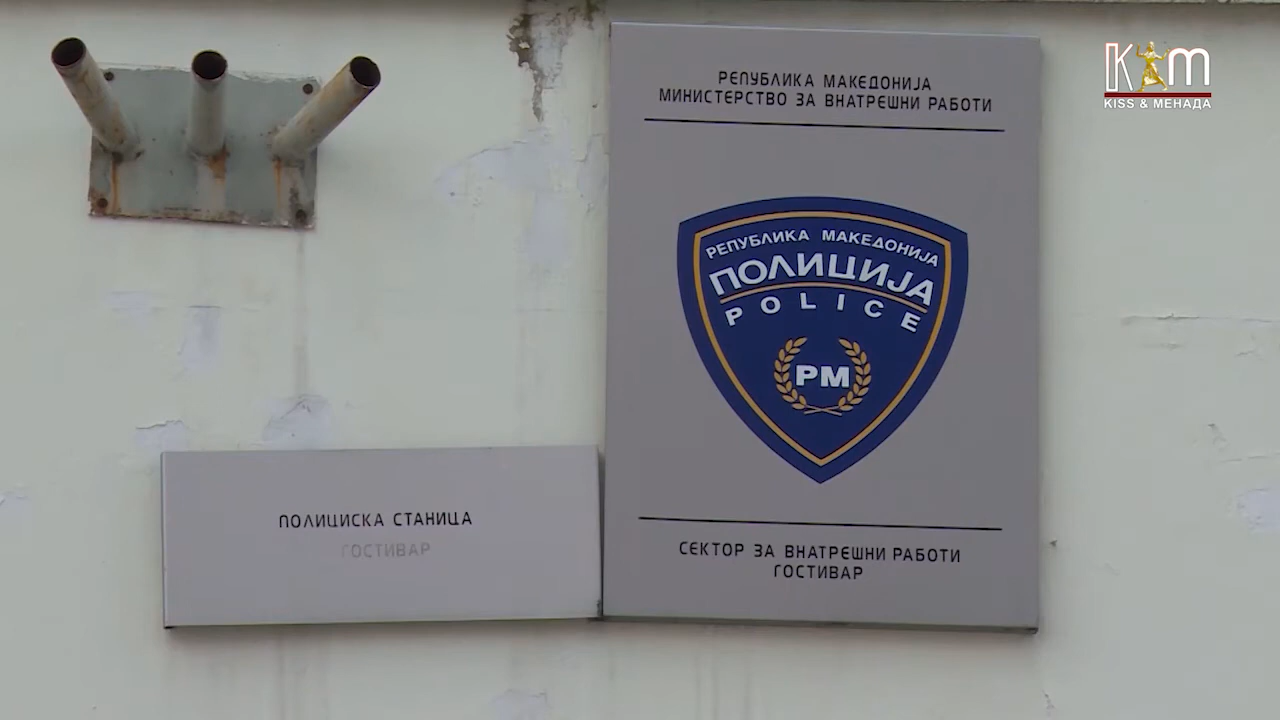 РЕПУБЛИКА МАКЕДОНИЈА
МИНИСТЕРСТВО ЗА ВНАТРЕШНИ РАБОТИ
РЕПУБЛИКА МАКЕДОНИЈА
ПОЛИЦИЈА
POLICE
РМ
СЕКТОР ЗА ВНАТРЕШНИ РАБОТИ
ГОСТИВАР
ПОЛИЦИСКА СТАНИЦА
ГОСТИВАР
K m
KISS & МЕНАДА